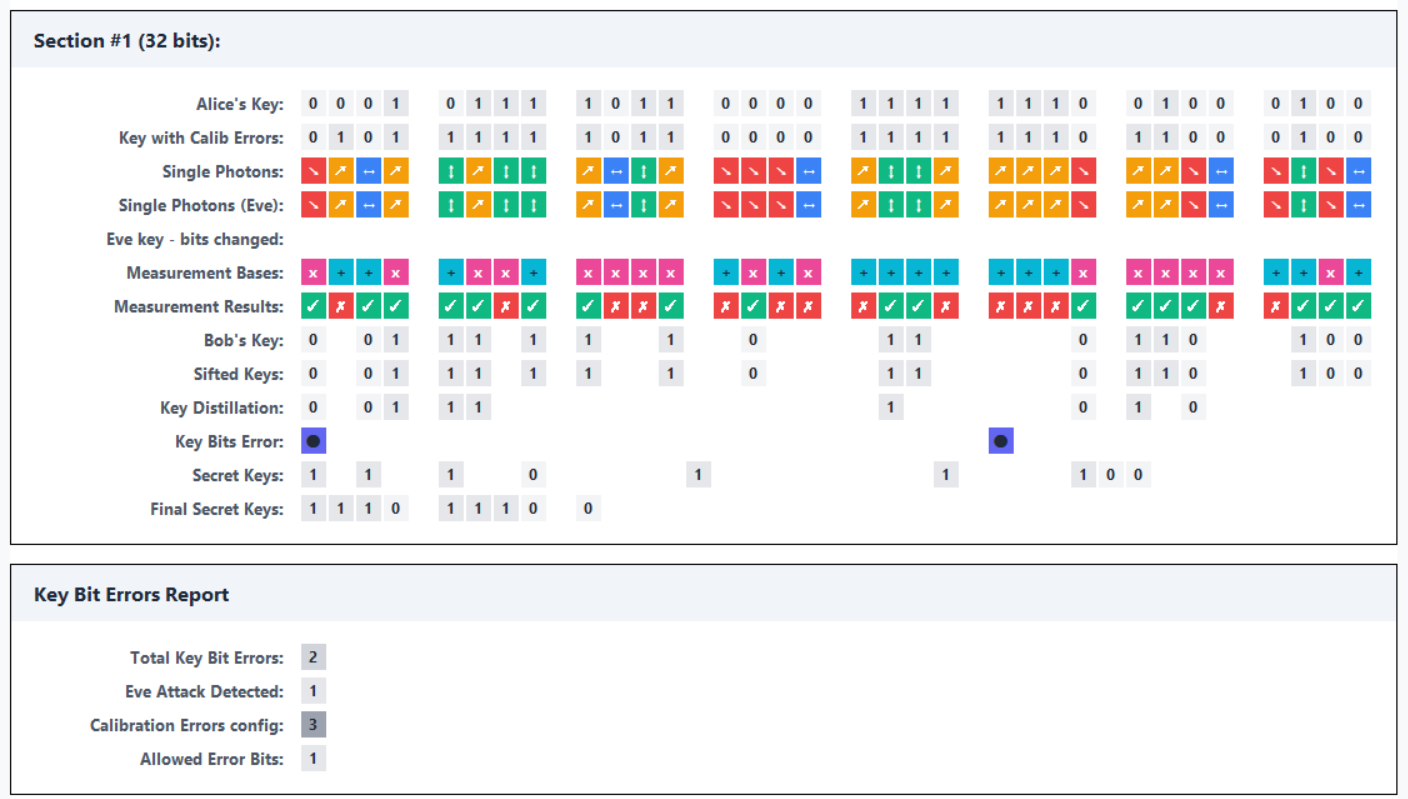 Section #1 (32 bits):
Alice's Key: 0 0 0 1 0 1 1 1 1 0 1 1 0 0 0 0 1 1 1 1 1 1 1 0 0 1 0 0 0 1 0 0
Key with Calib Errors: 0 1 0 1 1 1 1 1 1 0 1 1 0 0 0 0 1 1 1 1 1 1 1 0 1 1 0 0 0 1 0 0
Single Photons: ↘ ↗ ↔ ↗ ↕ ↗ ↕ ↕ ↗ ↔ ↕ ↗ ↘ ↘ ↘ ↔ ↗ ↕ ↕ ↗ ↗ ↗ ↗ ↘ ↗ ↗ ↘ ↔ ↘ ↕ ↘ ↔
Single Photons (Eve): ↘ ↗ ↔ ↗ ↕ ↗ ↕ ↕ ↗ ↔ ↕ ↗ ↘ ↘ ↘ ↔ ↗ ↕ ↕ ↗ ↗ ↗ ↗ ↘ ↗ ↗ ↘ ↔ ↘ ↕ ↘ ↔
Eve key - bits changed:
Measurement Bases: x + + x + x x + x x x x + x + x + + + + + + + x x x x x + + x +
Measurement Results: ✓ ✗ ✓ ✓ ✓ ✓ ✗ ✓ ✓ ✗ ✗ ✓ ✗ ✓ ✗ ✗ ✗ ✓ ✓ ✗ ✗ ✗ ✗ ✓ ✓ ✓ ✓ ✗ ✗ ✓ ✓ ✓
Bob's Key: 0 0 1 1 1 1 1 1 0 1 1 0 1 1 0 1 0 0
Sifted Keys: 0 0 1 1 1 1 1 1 0 1 1 0 1 1 0 1 0 0
Key Distillation: 0 0 1 1 1 1 0 1 0
Key Bits Error: ● ●
Secret Keys: 1 1 1 0 1 1 1 0 0
Final Secret Keys: 1 1 1 0 1 1 1 0 0
Key Bit Errors Report
Total Key Bit Errors: 2
Eve Attack Detected: 1
Calibration Errors config: 3
Allowed Error Bits: 1